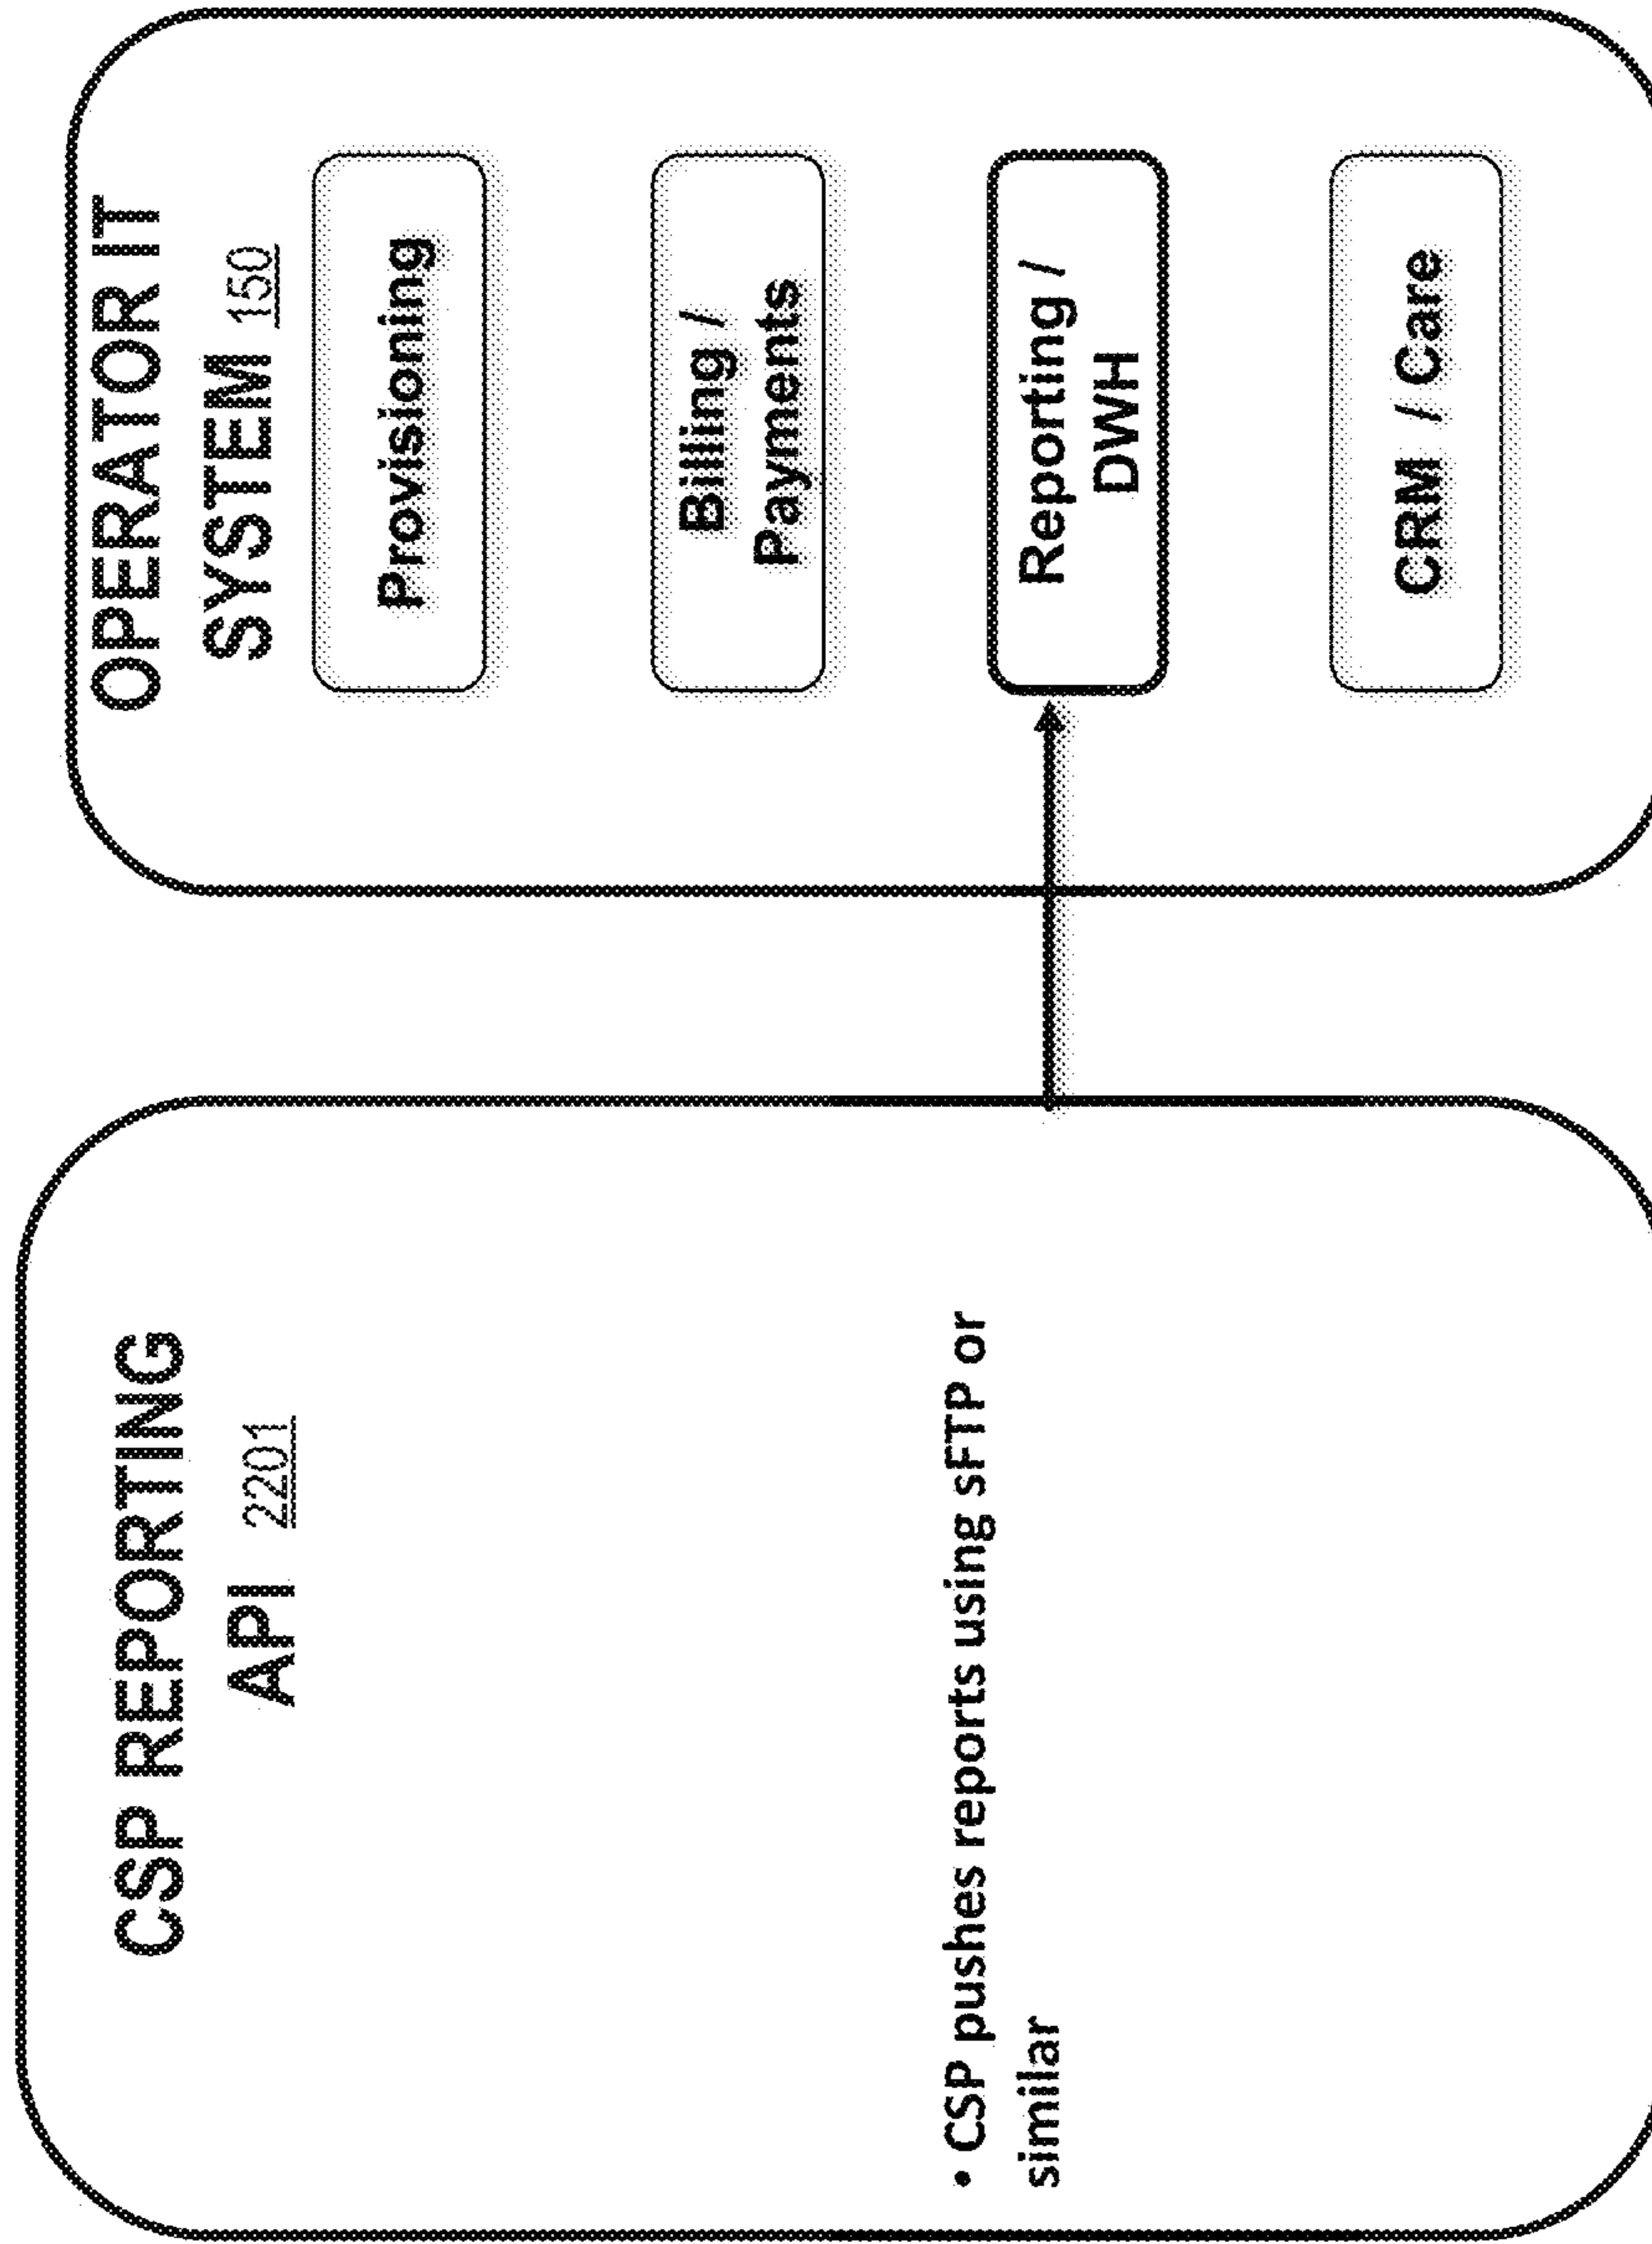 CSP REPORTING
API 2201
• CSP pushes reports using sFTP or
similar
OPERATOR IT
SYSTEM 150
Provisioning
Billing /
Payments
Reporting /
DWH
CRM / Care